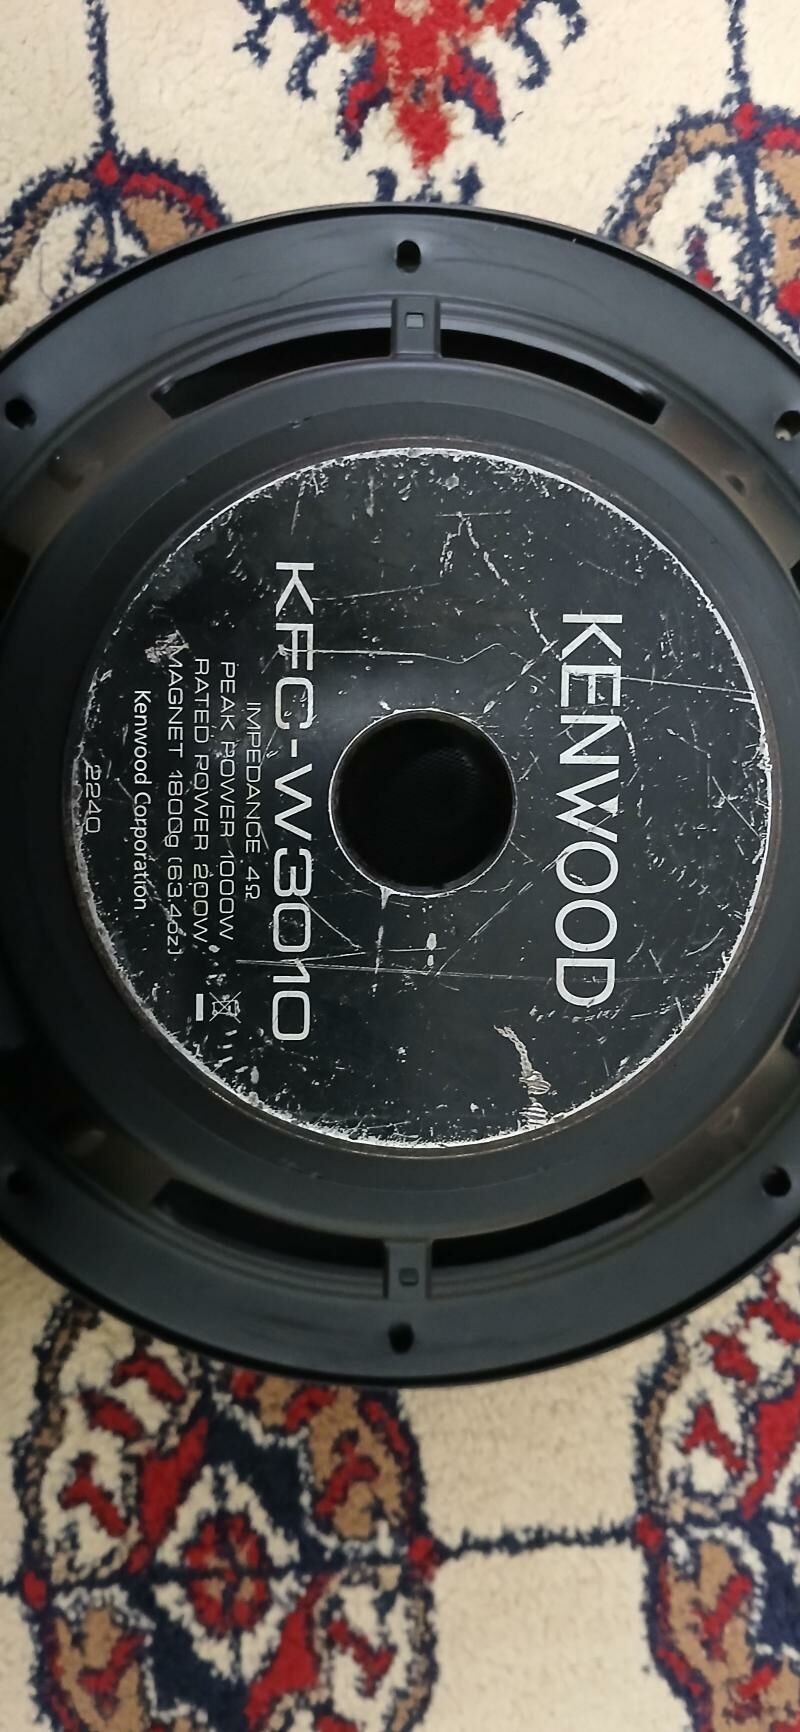 KENWOOD
KFC-W3010
IMPEDANCE 4Ω
PEAK POWER 1000W
RATED POWER 200W
MAGNET 1800g (63.4oz)
Kenwood Corporation
2240